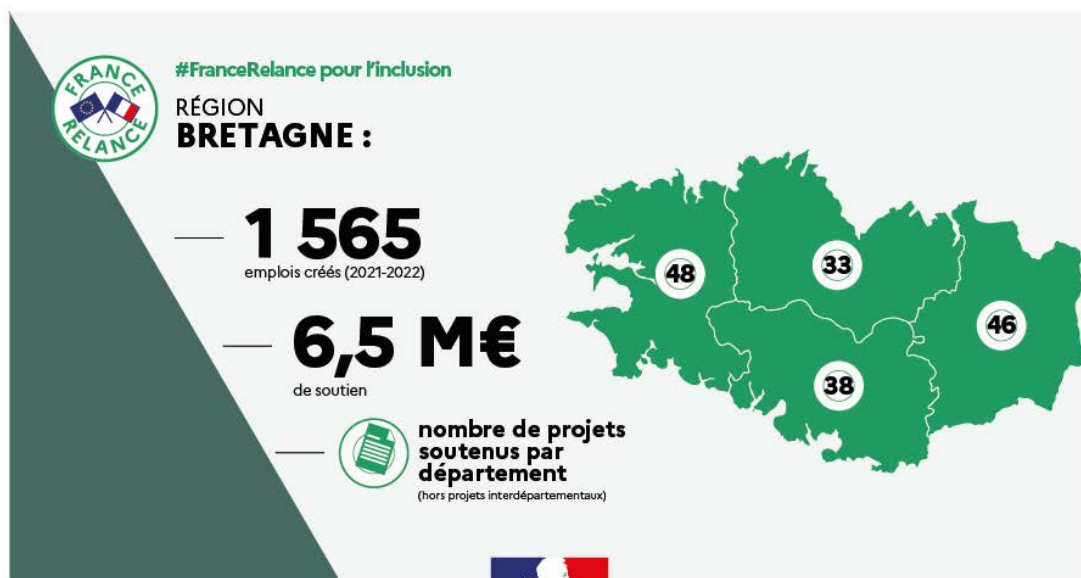 FRANCE
RELANCE
#FranceRelance pour l'inclusion
RÉGION
BRETAGNE :
1 565
emplois créés (2021-2022)
6,5 M€
de soutien
nombre de projets
soutenus par
département
(hors projets interdépartementaux)
48
33
46
38